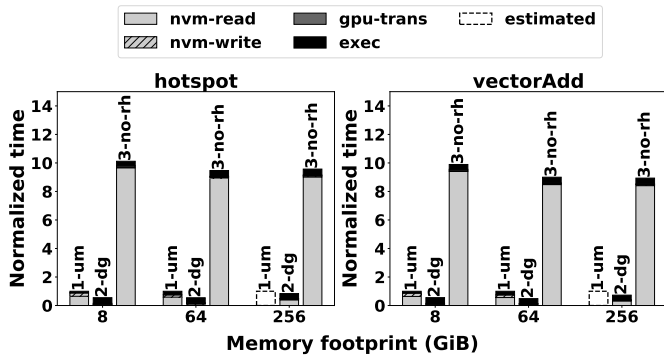 nvm-read gpu-trans estimated
nvm-write exec
hotspot
vectorAdd
Normalized time
14
12
10
8
6
4
2
0
1-um
2-dg
3-no-rh
1-um
2-dg
3-no-rh
1-um
2-dg
3-no-rh
8 64 256
Normalized time
14
12
10
8
6
4
2
0
1-um
2-dg
3-no-rh
1-um
2-dg
3-no-rh
1-um
2-dg
3-no-rh
8 64 256
Memory footprint (GiB)